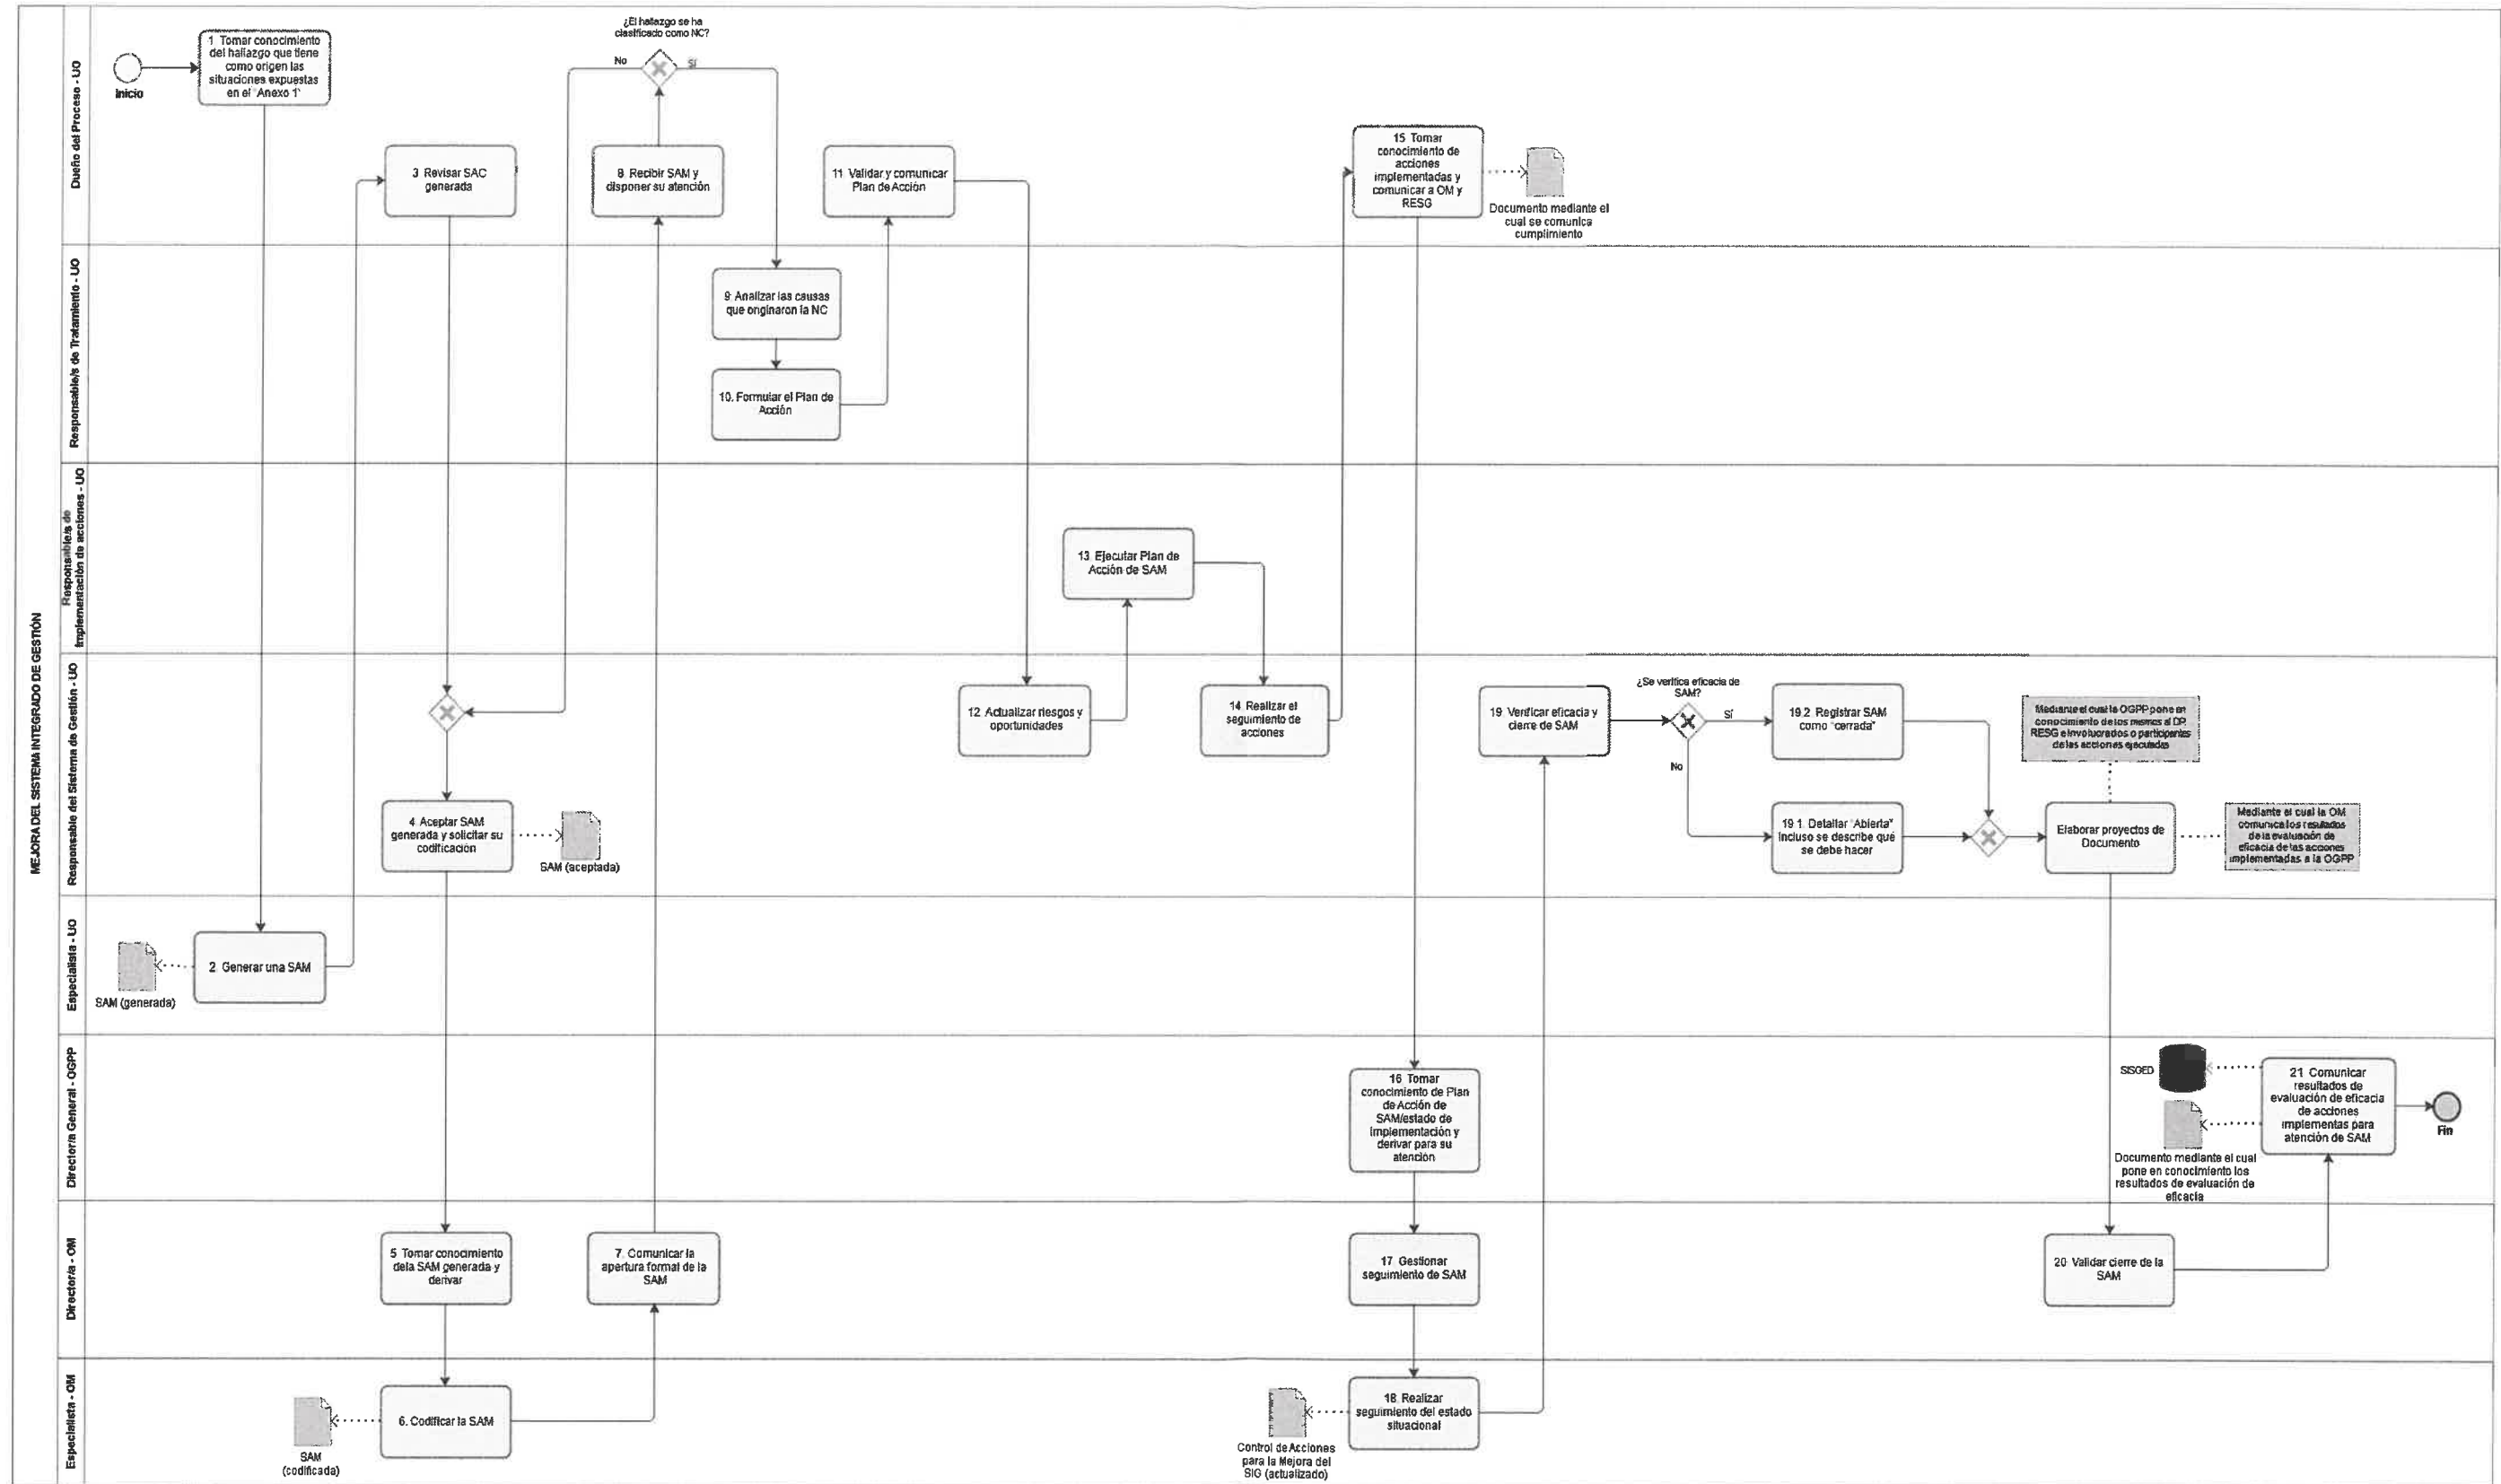 MEJORA DEL SISTEMA INTEGRADO DE GESTIÓN
Dueño del Proceso - UO
Inicio
1 Tomar conocimiento
del hallazgo que tiene
como origen las
situaciones expuestas
en el "Anexo 1"
3 Revisar SAC
generada
¿El hallazgo se ha
clasificado como NC?
No
Sí
8. Recibir SAM y
disponer su atención
11 Validar y comunicar
Plan de Acción
15 Tomar
conocimiento de
acciones
implementadas y
comunicar a OM y
RESG
Documento mediante el
cual se comunica
cumplimiento
Responsable/s de Tratamiento - UO
9. Analizar las causas
que originaron la NC
10. Formular el Plan de
Acción
Responsable/s de
Implementación de acciones - UO
13. Ejecutar Plan de
Acción de SAM
Responsable del Sistema de Gestión - UO
4. Aceptar SAM
generada y solicitar su
codificación
SAM (aceptada)
12. Actualizar riesgos y
oportunidades
14. Realizar el
seguimiento de
acciones
19 Verificar eficacia y
cierre de SAM
¿Se verifica eficacia de
SAM?
Sí
No
19.2 Registrar SAM
como "cerrada"
19.1. Detallar "Abierta"
Incluso se describe qué
se debe hacer
Mediante el cual la OGPP pone en
conocimiento de los mesmos al DP,
RESG e involucrados o participantes
de las acciones ejecutadas
Elaborar proyectos de
Documento
Mediante el cual la OM
comunica los resultados
de la evaluación de
eficacia de las acciones
implementadas a la OGPP
Especialista - UO
SAM (generada)
2. Generar una SAM
Director/a General - OGPP
16 Tomar
conocimiento de Plan
de Acción de
SAM/estado de
Implementación y
derivar para su
atención
SISGED
Documento mediante el cual
pone en conocimiento los
resultados de evaluación de
eficacia
21 Comunicar
resultados de
evaluación de eficacia
de acciones
implementas para
atención de SAM
Fin
Director/a - OM
5 Tomar conocimiento
dela SAM generada y
derivar
7. Comunicar la
apertura formal de la
SAM
17 Gestionar
seguimiento de SAM
20 Validar cierre de la
SAM
Especialista - OM
SAM
(codificada)
6. Codificar la SAM
Control de Acciones
para la Mejora del
SIG (actualizado)
18. Realizar
seguimiento del estado
situacional